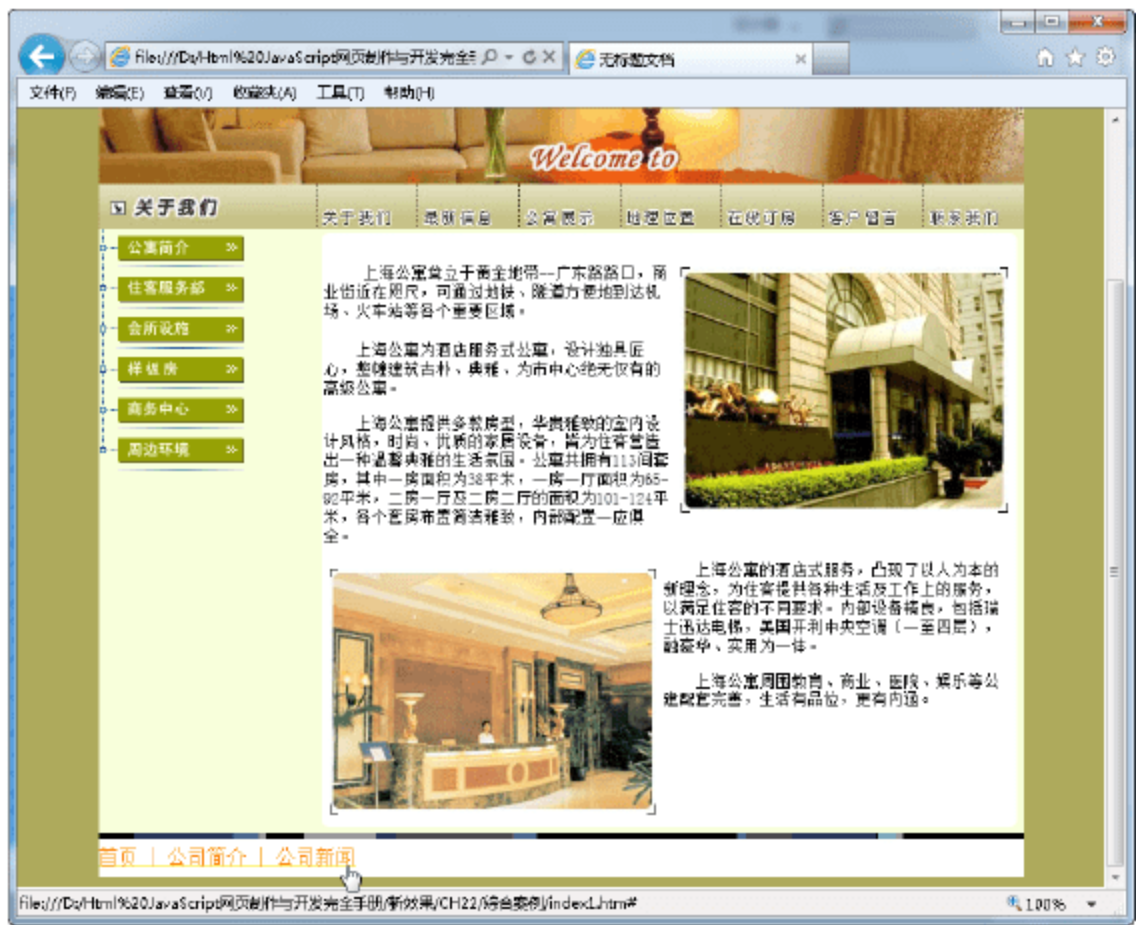 file:///D:/Html%20JavaScript网页制作与开发完全手
无标题文档
文件(F) 编辑(E) 查看(V) 收藏夹(A) 工具(T) 帮助(H)
Welcome to
关于我们
关于我们 最新信息 公寓展示 地理位置 在线订房 客户留言 联系我们
公寓简介
住客服务部
会所设施
样板房
商务中心
周边环境
上海公寓耸立于黄金地带--广东路路口，商
业街近在咫尺，可通过地铁、隧道方便地到达机
场、火车站等各个重要区域。
上海公寓为酒店服务式公寓，设计独具匠
心，整幢建筑古朴、典雅、为市中心绝无仅有的
高级公寓。
上海公寓提供多款房型，华贵雅致的室内设
计风格，时尚、优质的家居设备，皆为住客营造
出一种温馨典雅的生活氛围。公寓共拥有113间套
房，其中一房面积为38平米，一房一厅面积为65-
92平米，二房一厅及二房二厅的面积为101-124平
米，各个套房布置简洁雅致，内部配置一应俱
全。
上海公寓的酒店式服务，凸现了以人为本的
新理念，为住客提供各种生活及工作上的服务，
以满足住客的不同要求。内部设备精良，包括瑞
士迅达电梯，美国开利中央空调（一至四层），
融豪华、实用为一体。
上海公寓周围教育、商业、医院、娱乐等公
建配套完善，生活有品位，更有内涵。
首页 | 公司简介 | 公司新闻
file:///D:/Html%20JavaScript网页制作与开发完全手册/新效果/CH22/综合案例/index1.htm#
100%